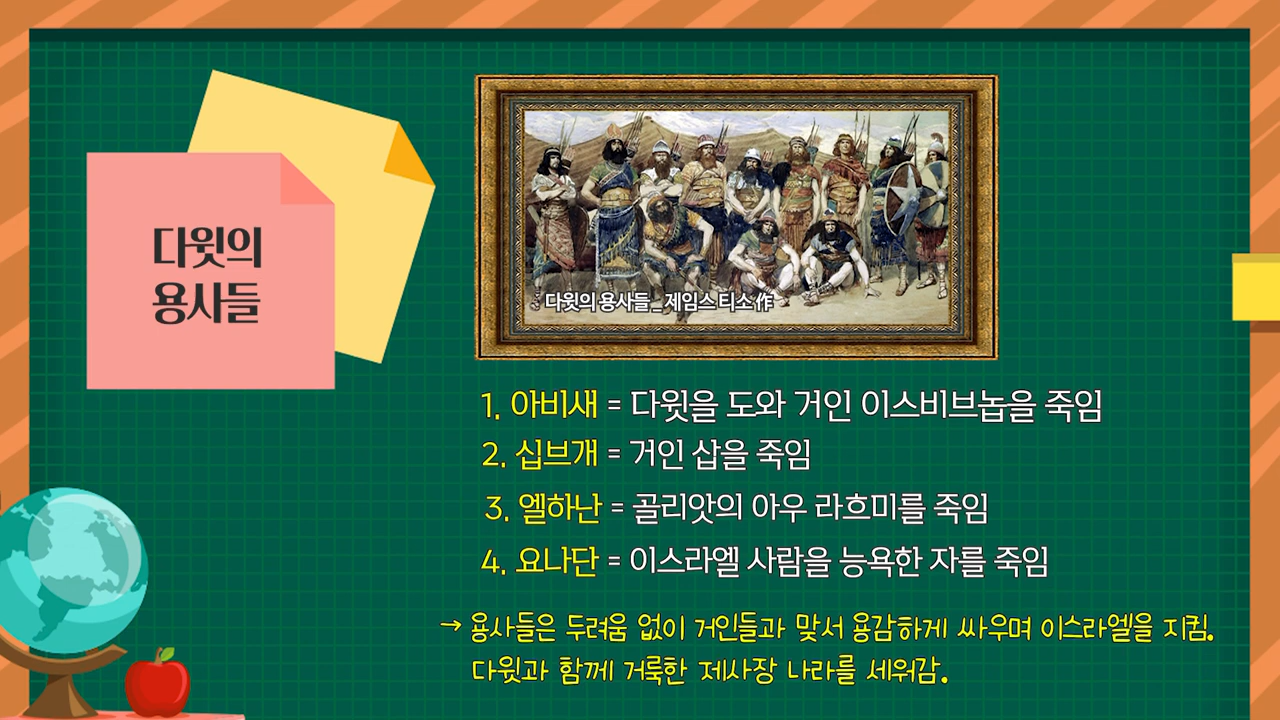 다윗의
용사들
다윗의 용사들 _ 제임스 티소 作
1. 아비새 = 다윗을 도와 거인 이스비브놉을 죽임
2. 십브개 = 거인 삽을 죽임
3. 엘하난 = 골리앗의 아우 라흐미를 죽임
4. 요나단 = 이스라엘 사람을 능욕한 자를 죽임
→ 용사들은 두려움 없이 거인들과 맞서 용감하게 싸우며 이스라엘을 지킴.
다윗과 함께 거룩한 제사장 나라를 세워감.